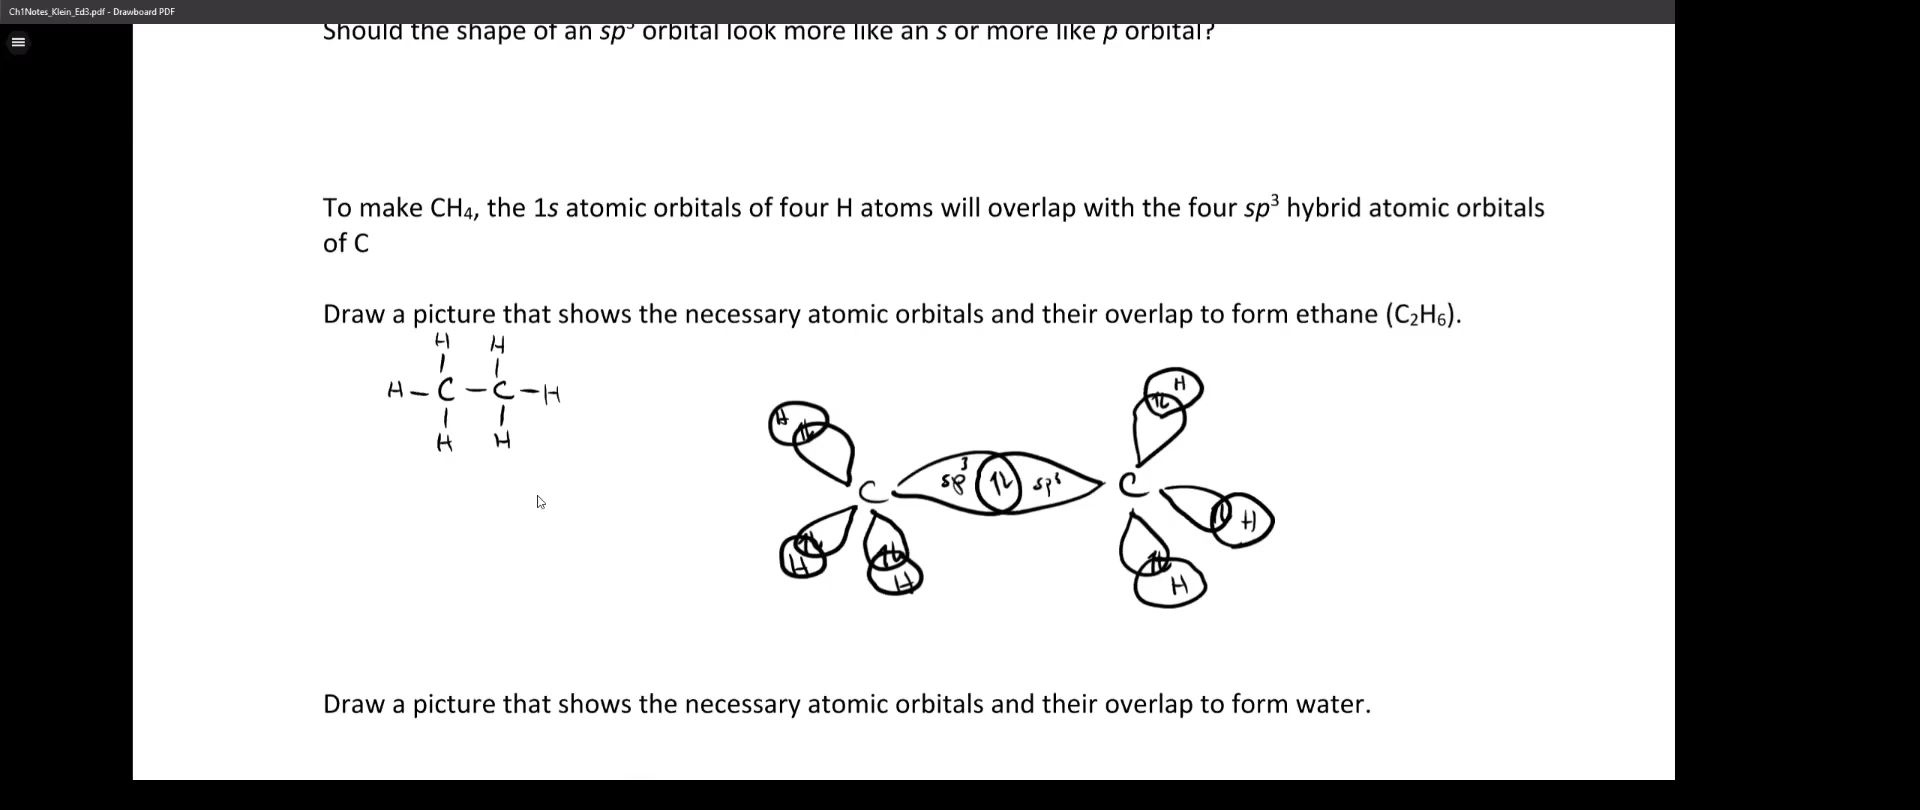 Ch1Notes_Klein_Ed3.pdf - Drawboard PDF
Should the shape of an sp³ orbital look more like an s or more like p orbital?
To make CH₄, the 1s atomic orbitals of four H atoms will overlap with the four sp³ hybrid atomic orbitals
of C
Draw a picture that shows the necessary atomic orbitals and their overlap to form ethane (C₂H₆).
H H
H - C - C - H
H H
H
H
C sp³ 1L sp³ C
H
H H
H
Draw a picture that shows the necessary atomic orbitals and their overlap to form water.